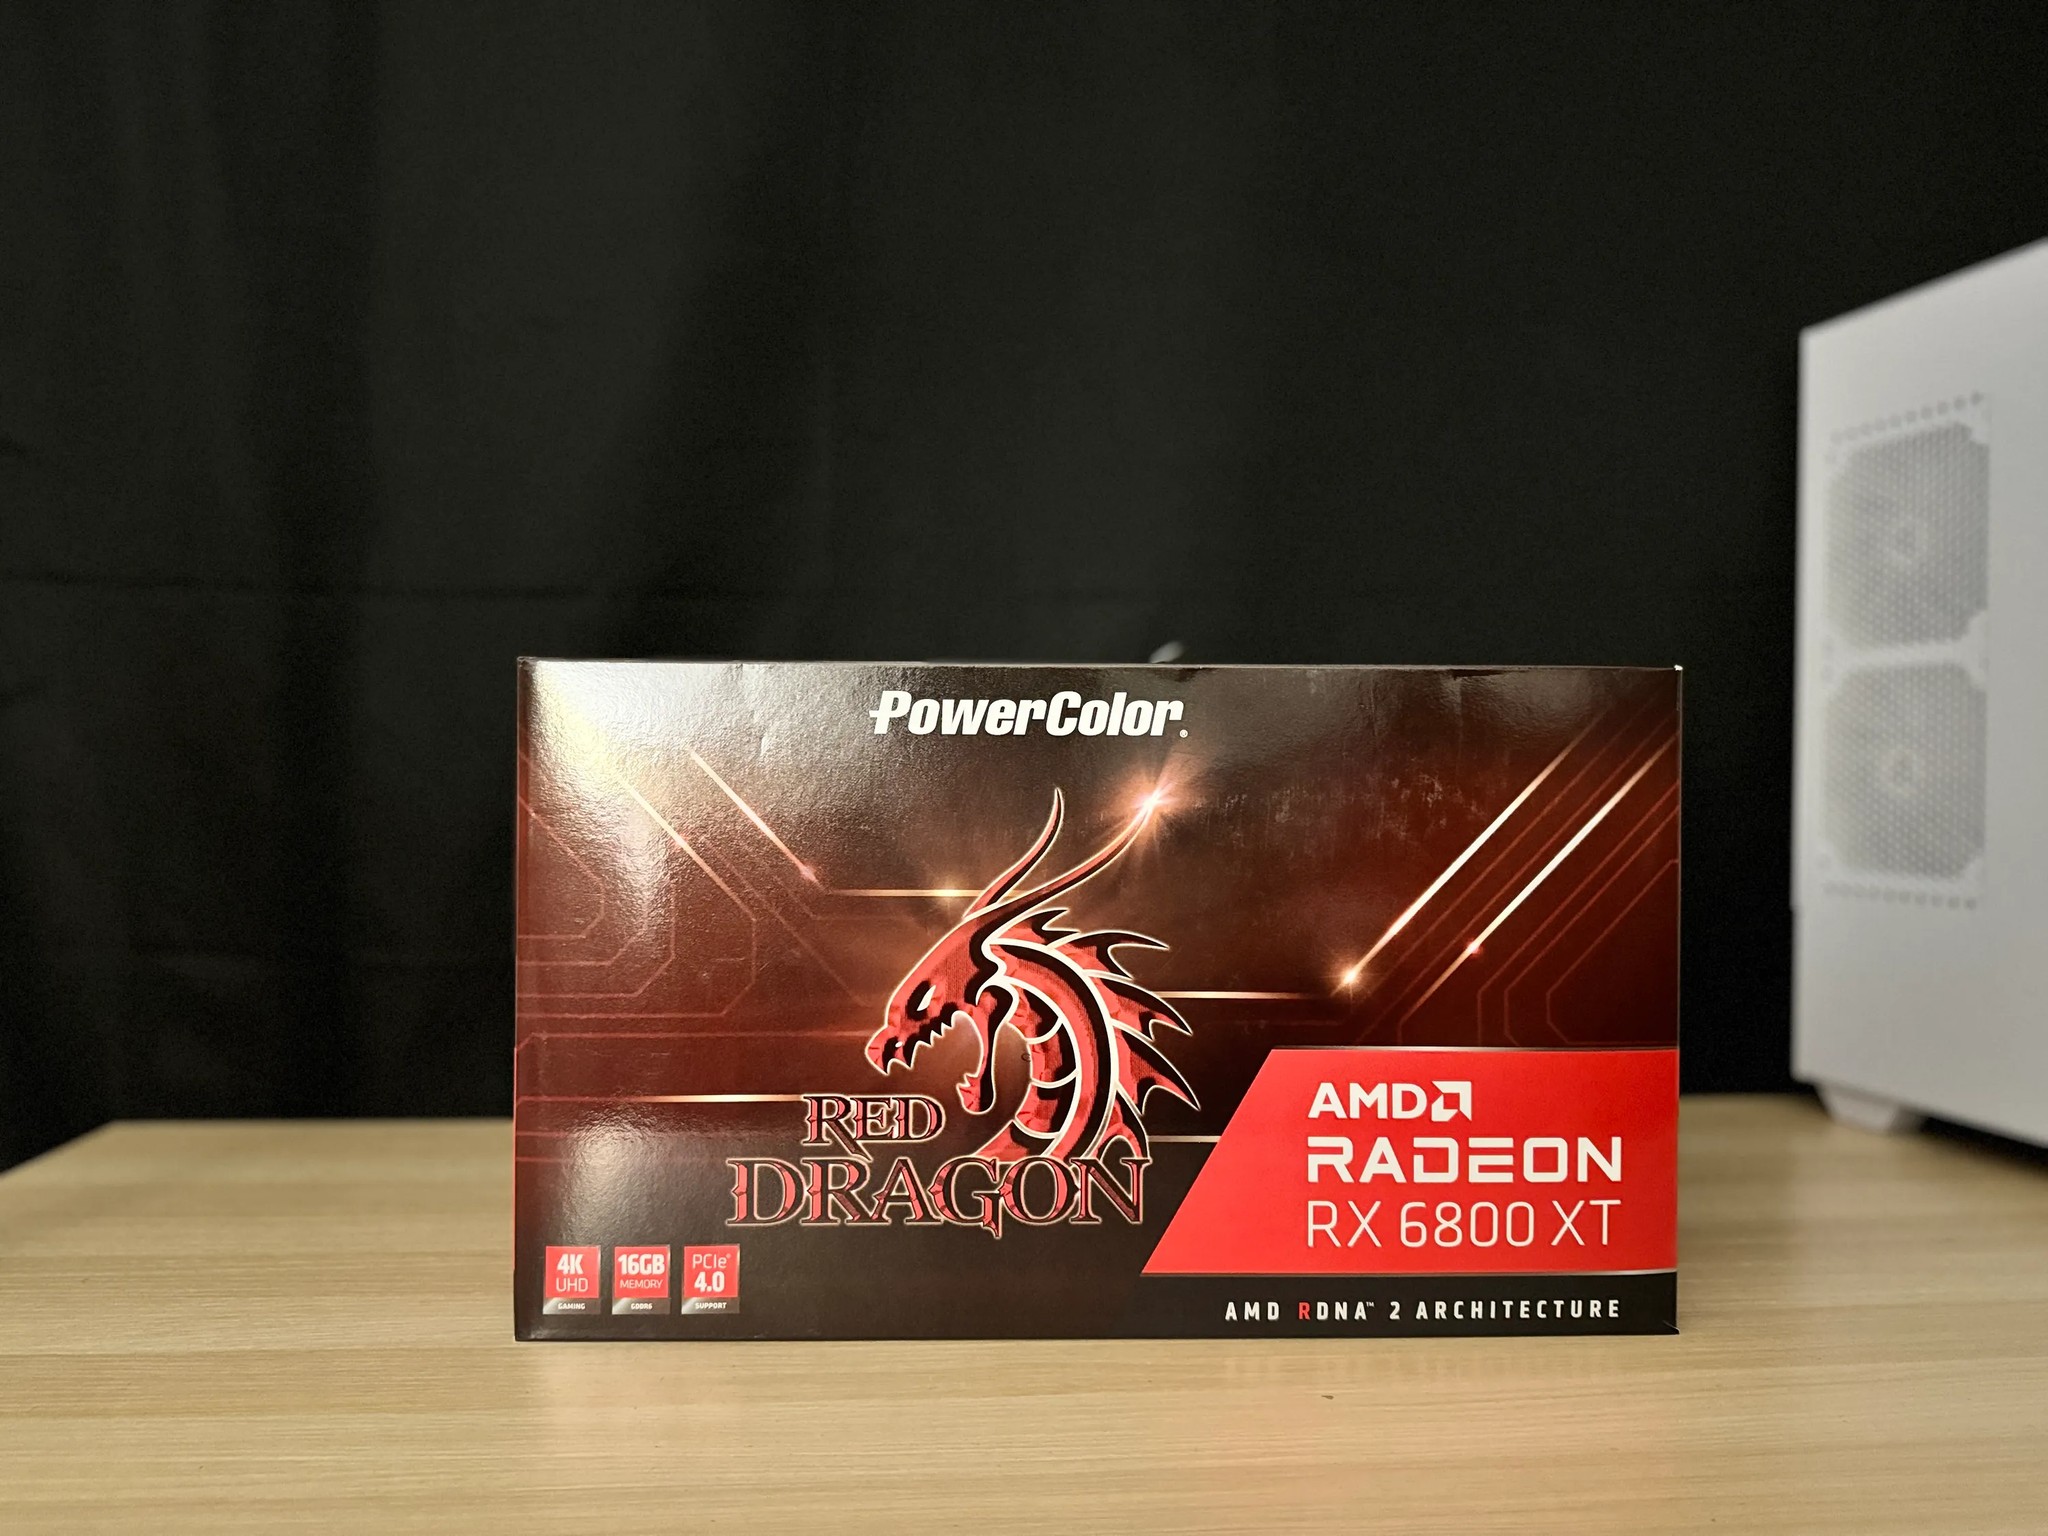 PowerColor®
RED
DRAGON
AMD
RADEON
RX 6800 XT
4K
UHD
GAMING
16GB
MEMORY
GDDR6
PCIe®
4.0
SUPPORT
AMD RDNA™ 2 ARCHITECTURE